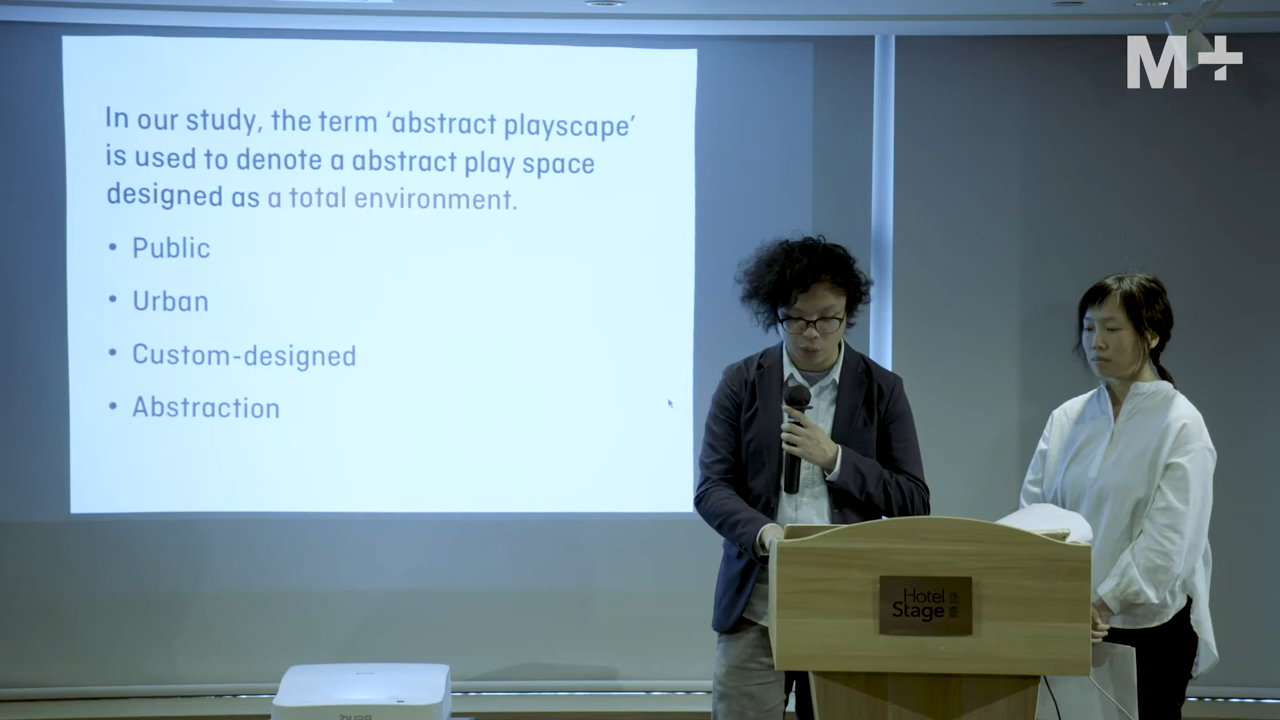 M+
In our study, the term ‘abstract playscape’
is used to denote a abstract play space
designed as a total environment.
• Public
• Urban
• Custom-designed
• Abstraction
Hotel
Stage
BenQ